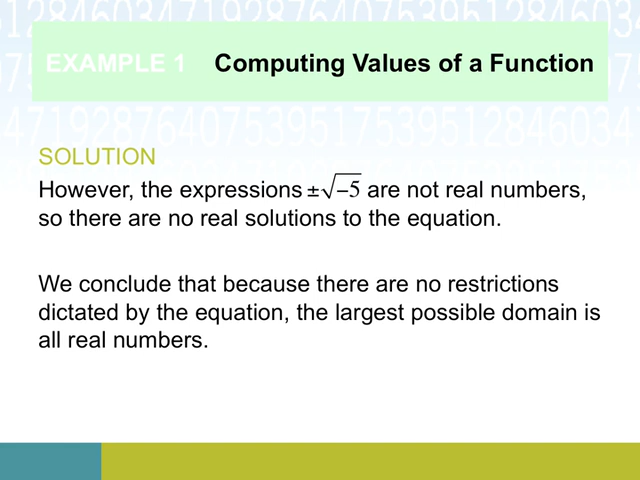 EXAMPLE 1 Computing Values of a Function
SOLUTION
However, the expressions ±√−5 are not real numbers,
so there are no real solutions to the equation.
We conclude that because there are no restrictions
dictated by the equation, the largest possible domain is
all real numbers.